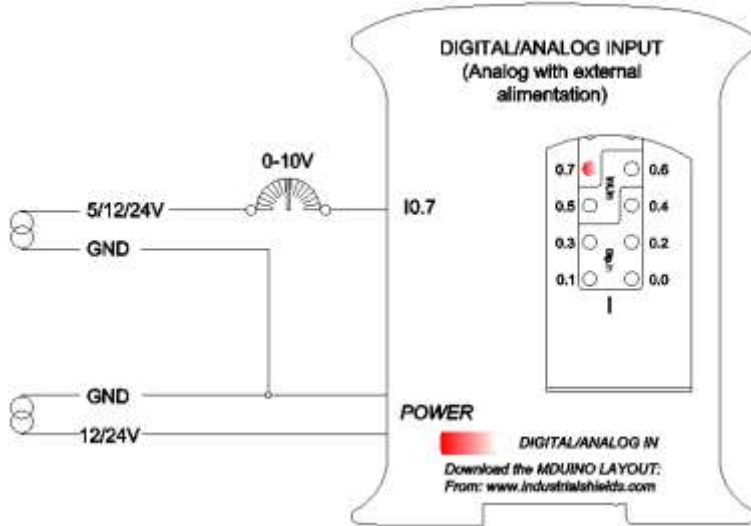 DIGITAL/ANALOG INPUT
(Analog with external
alimentation)
0-10V
5/12/24V
I0.7
GND
0.7 0.6
0.5 0.4
0.3 0.2
0.1 0.0
I
GND
12/24V
POWER
DIGITAL/ANALOG IN
Download the MDUINO LAYOUT:
From: www.industrialshields.com